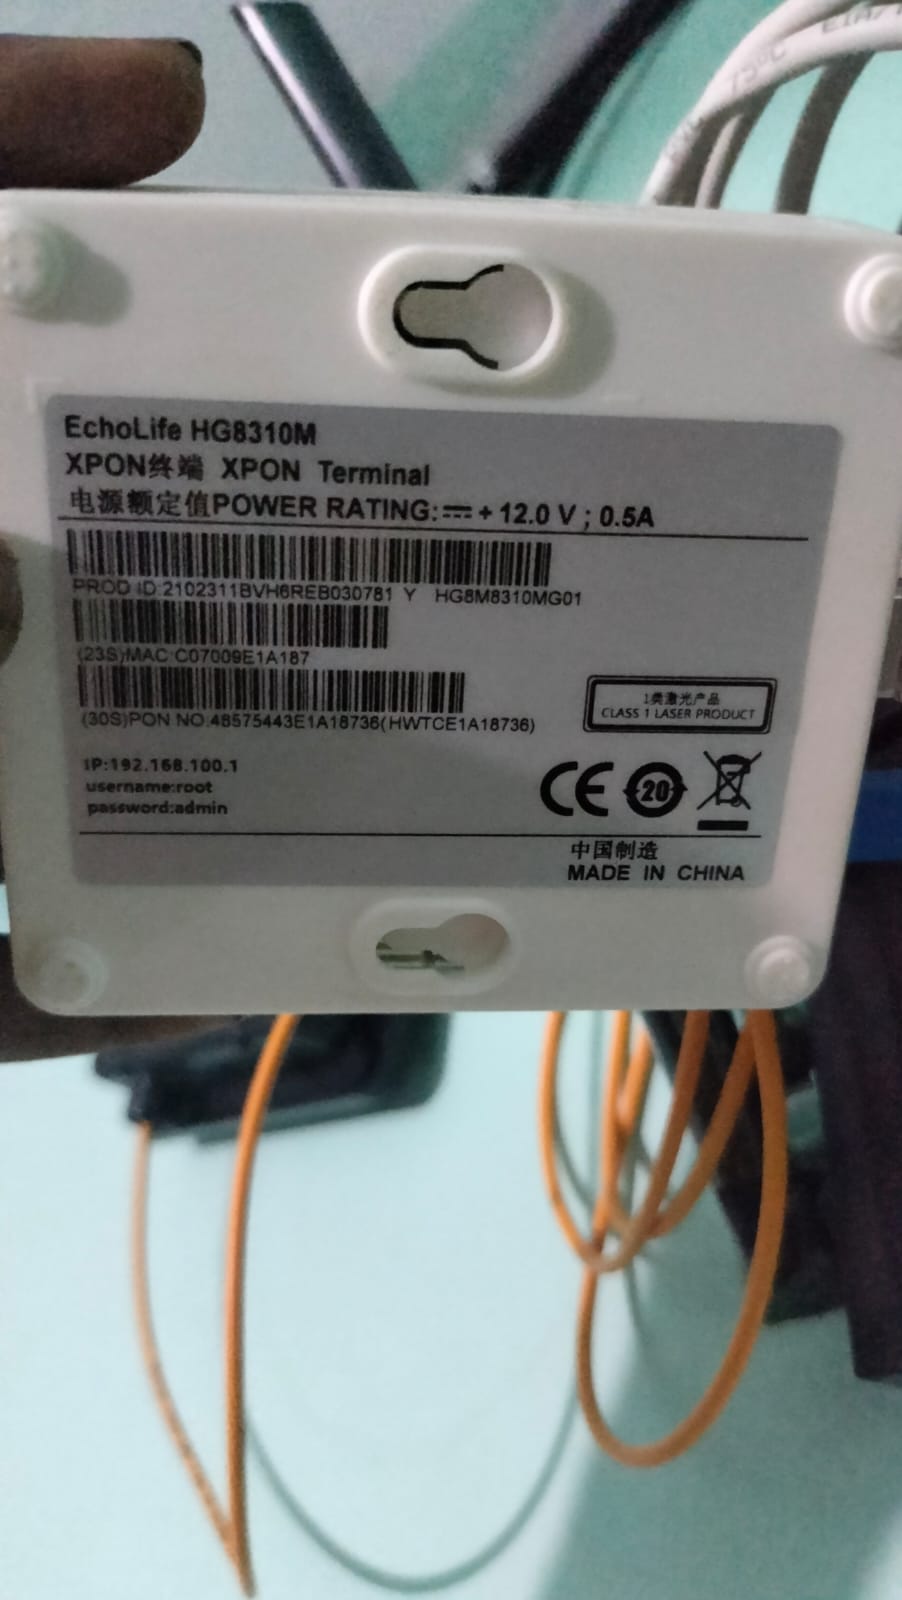 75°C
EchoLife HG8310M
XPON终端 XPON Terminal
电源额定值POWER RATING: + 12.0 V ; 0.5A
PROD ID:2102311BVH6REB030781 Y HG8M8310MG01
(23S)MAC:C07009E1A187
(30S)PON NO:48575443E1A18736(HWTCE1A18736)
1类激光产品
CLASS 1 LASER PRODUCT
IP:192.168.100.1
username:root
password:admin
CE
20
中国制造
MADE IN CHINA